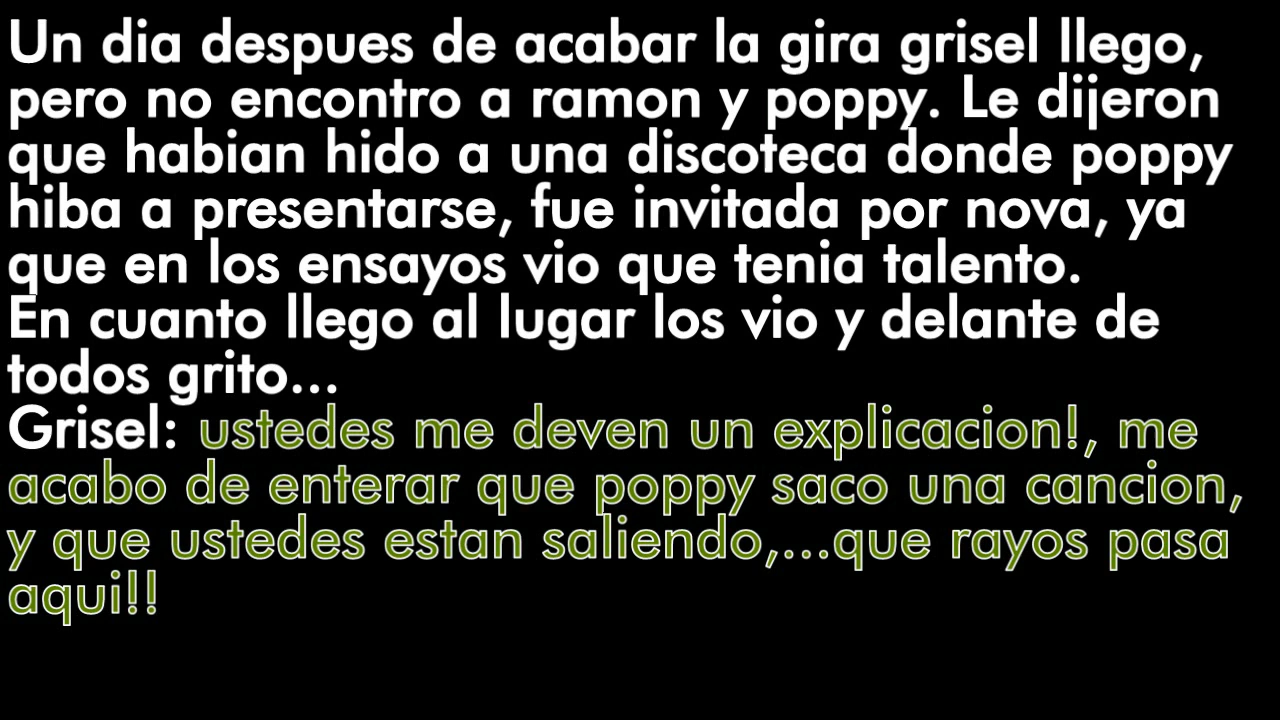 Un dia despues de acabar la gira grisel llego,
pero no encontro a ramon y poppy. Le dijeron
que habian hido a una discoteca donde poppy
hiba a presentarse, fue invitada por nova, ya
que en los ensayos vio que tenia talento.
En cuanto llego al lugar los vio y delante de
todos grito...
Grisel: ustedes me deven un explicacion!, me
acabo de enterar que poppy saco una cancion,
y que ustedes estan saliendo,...que rayos pasa
aqui!!